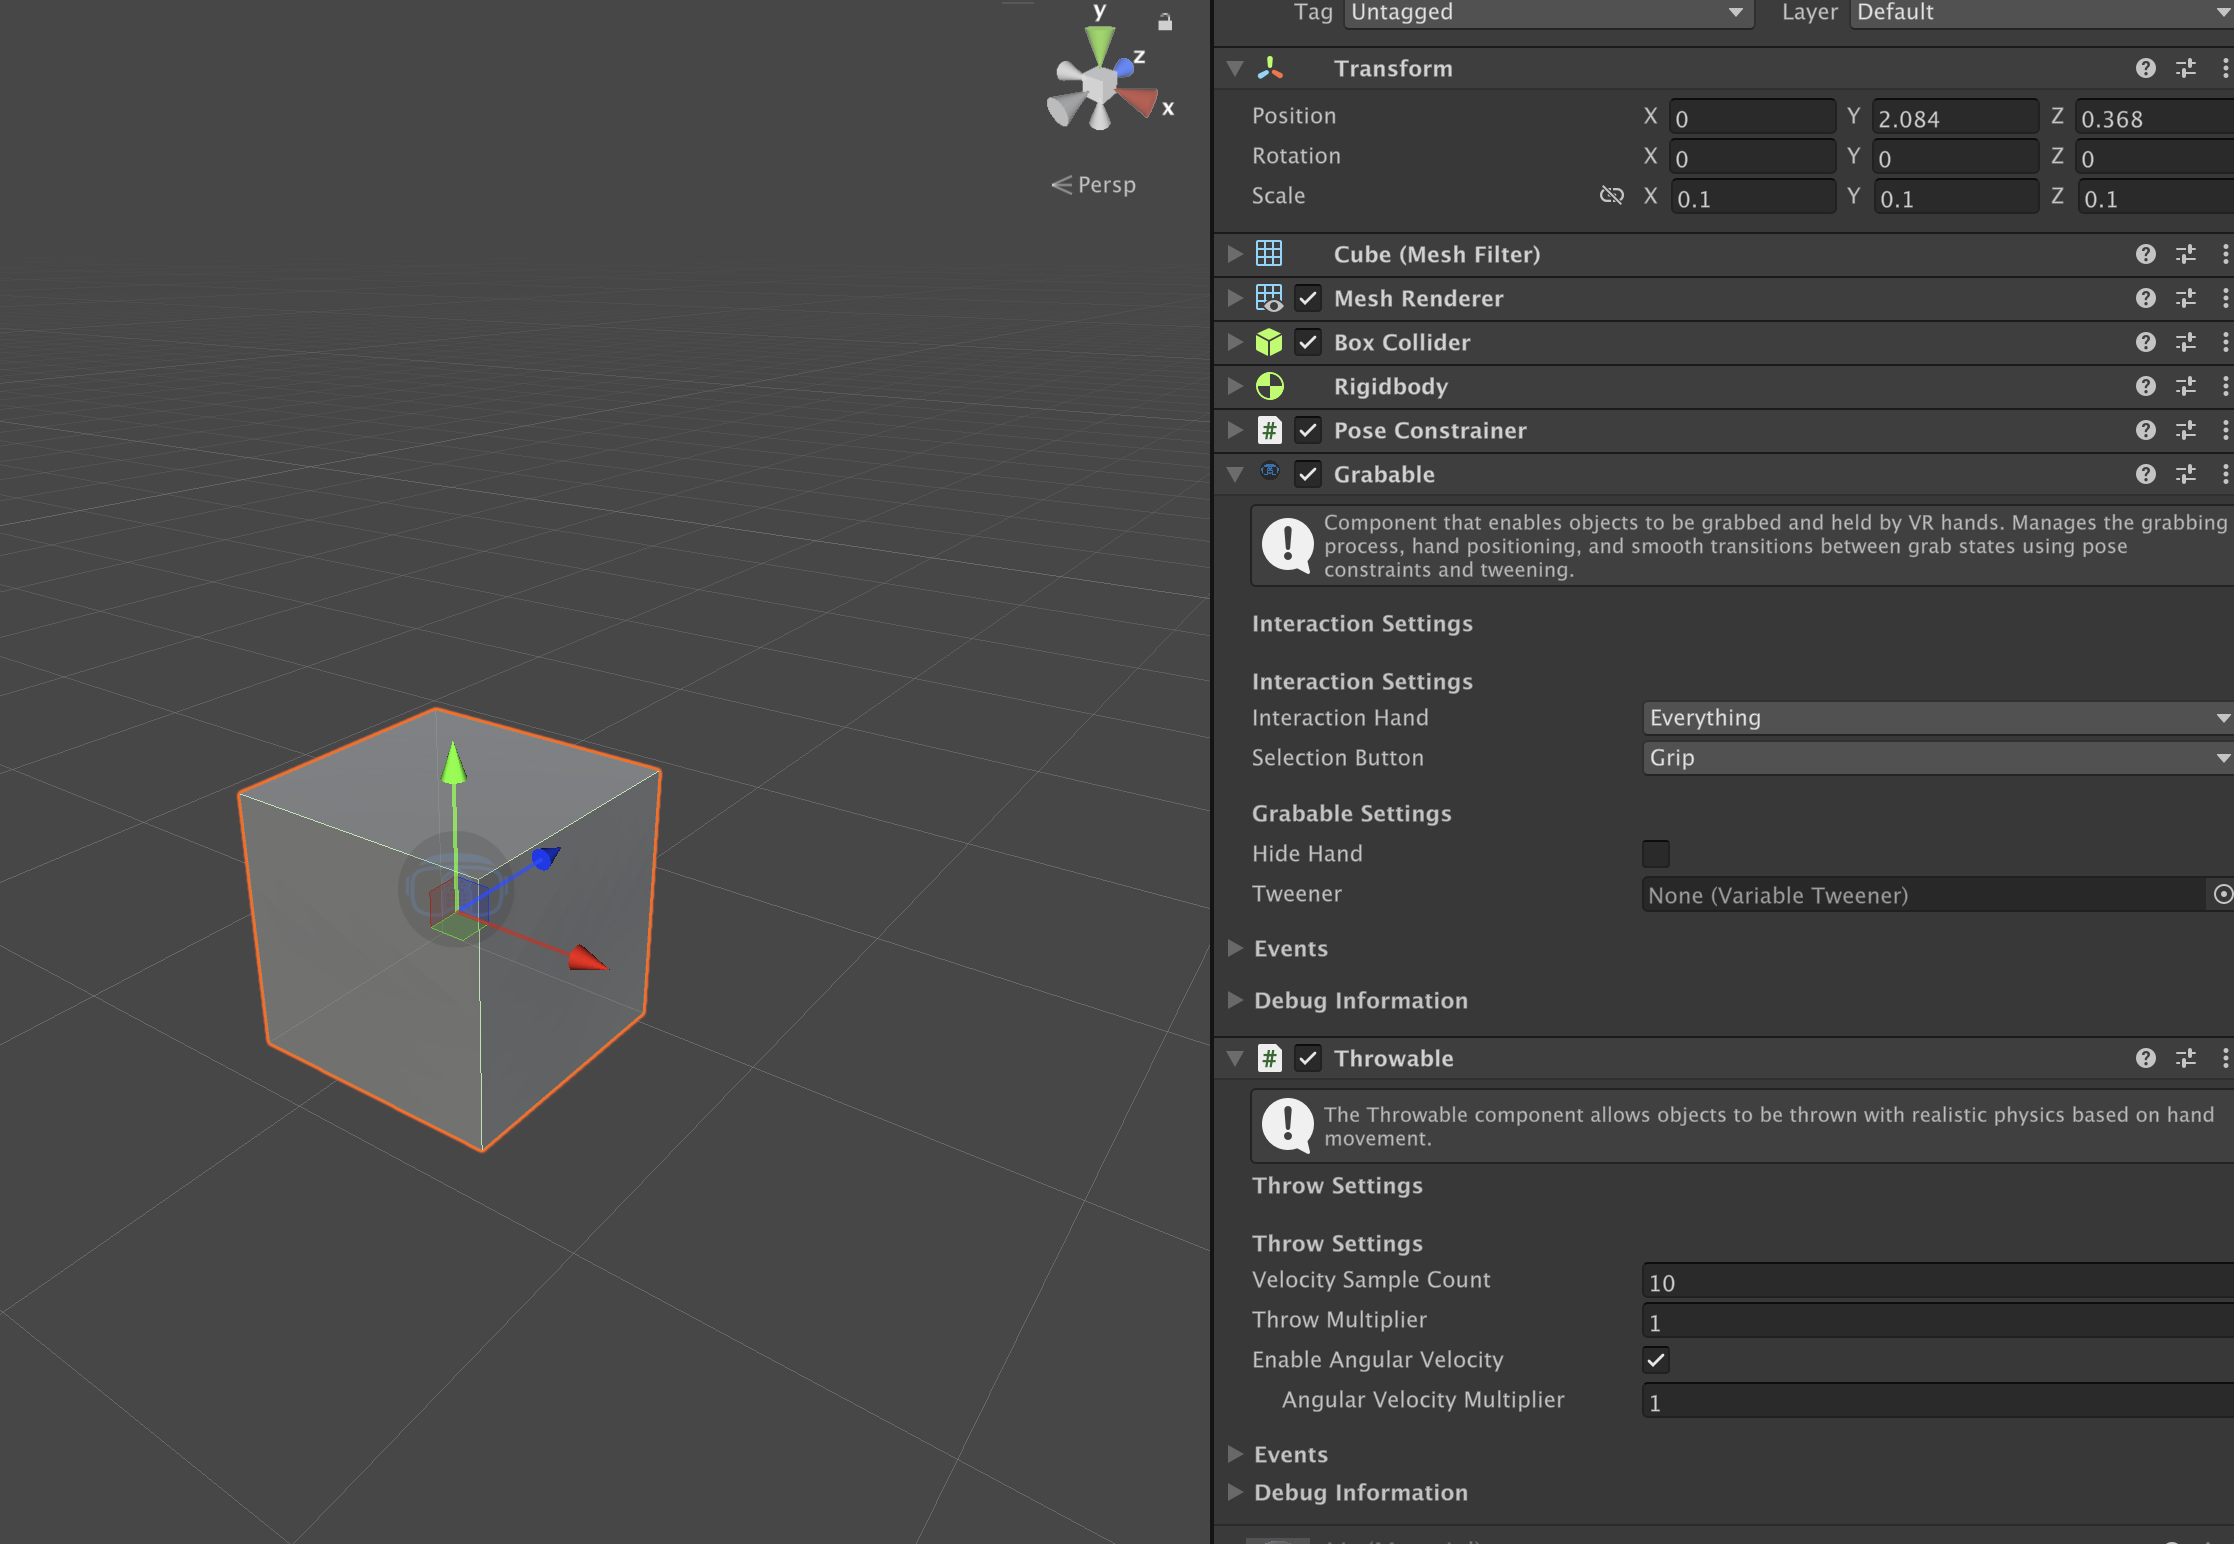 y
z
x
Persp
Tag Untagged Layer Default
Transform
Position X 0 Y 2.084 Z 0.368
Rotation X 0 Y 0 Z 0
Scale X 0.1 Y 0.1 Z 0.1
Cube (Mesh Filter)
Mesh Renderer
Box Collider
Rigidbody
# Pose Constrainer
Grabable
Component that enables objects to be grabbed and held by VR hands. Manages the grabbing
process, hand positioning, and smooth transitions between grab states using pose
constraints and tweening.
Interaction Settings
Interaction Settings
Interaction Hand Everything
Selection Button Grip
Grabable Settings
Hide Hand
Tweener None (Variable Tweener)
Events
Debug Information
# Throwable
The Throwable component allows objects to be thrown with realistic physics based on hand
movement.
Throw Settings
Throw Settings
Velocity Sample Count 10
Throw Multiplier 1
Enable Angular Velocity
Angular Velocity Multiplier 1
Events
Debug Information